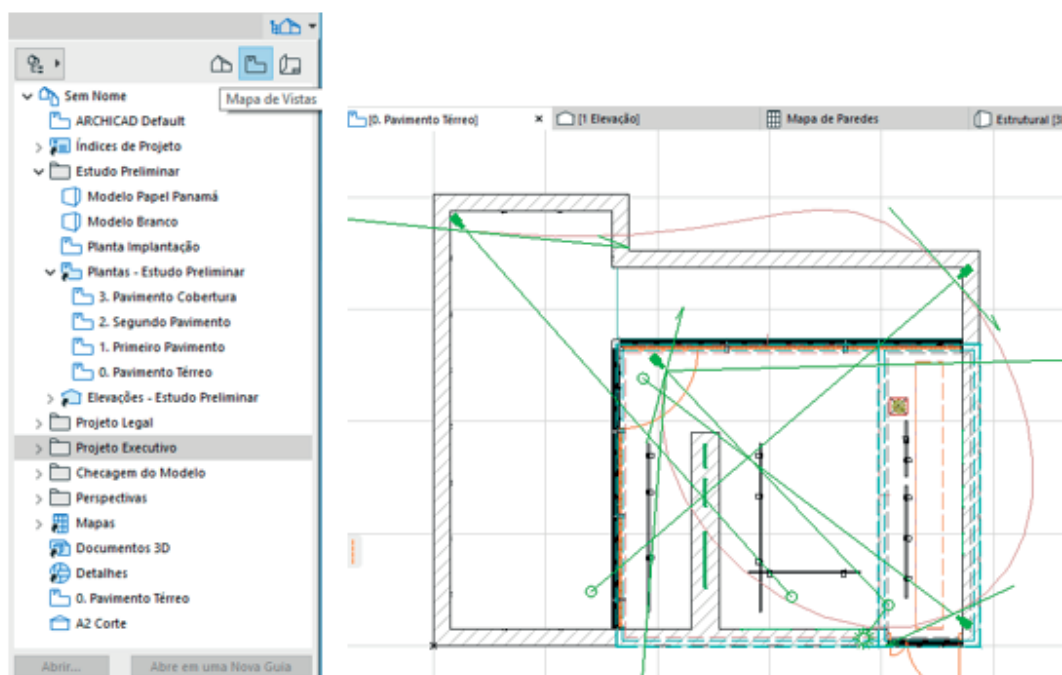 Sem Nome
Mapa de Vistas
ARCHICAD Default
Índices de Projeto
Estudo Preliminar
Modelo Papel Panamá
Modelo Branco
Planta Implantação
Plantas - Estudo Preliminar
3. Pavimento Cobertura
2. Segundo Pavimento
1. Primeiro Pavimento
0. Pavimento Térreo
Elevações - Estudo Preliminar
Projeto Legal
Projeto Executivo
Checagem do Modelo
Perspectivas
Mapas
Documentos 3D
Detalhes
0. Pavimento Térreo
A2 Corte
Abrir...
Abre em uma Nova Guia
[0. Pavimento Térreo]
[1 Elevação]
Mapa de Paredes
Estrutural [3